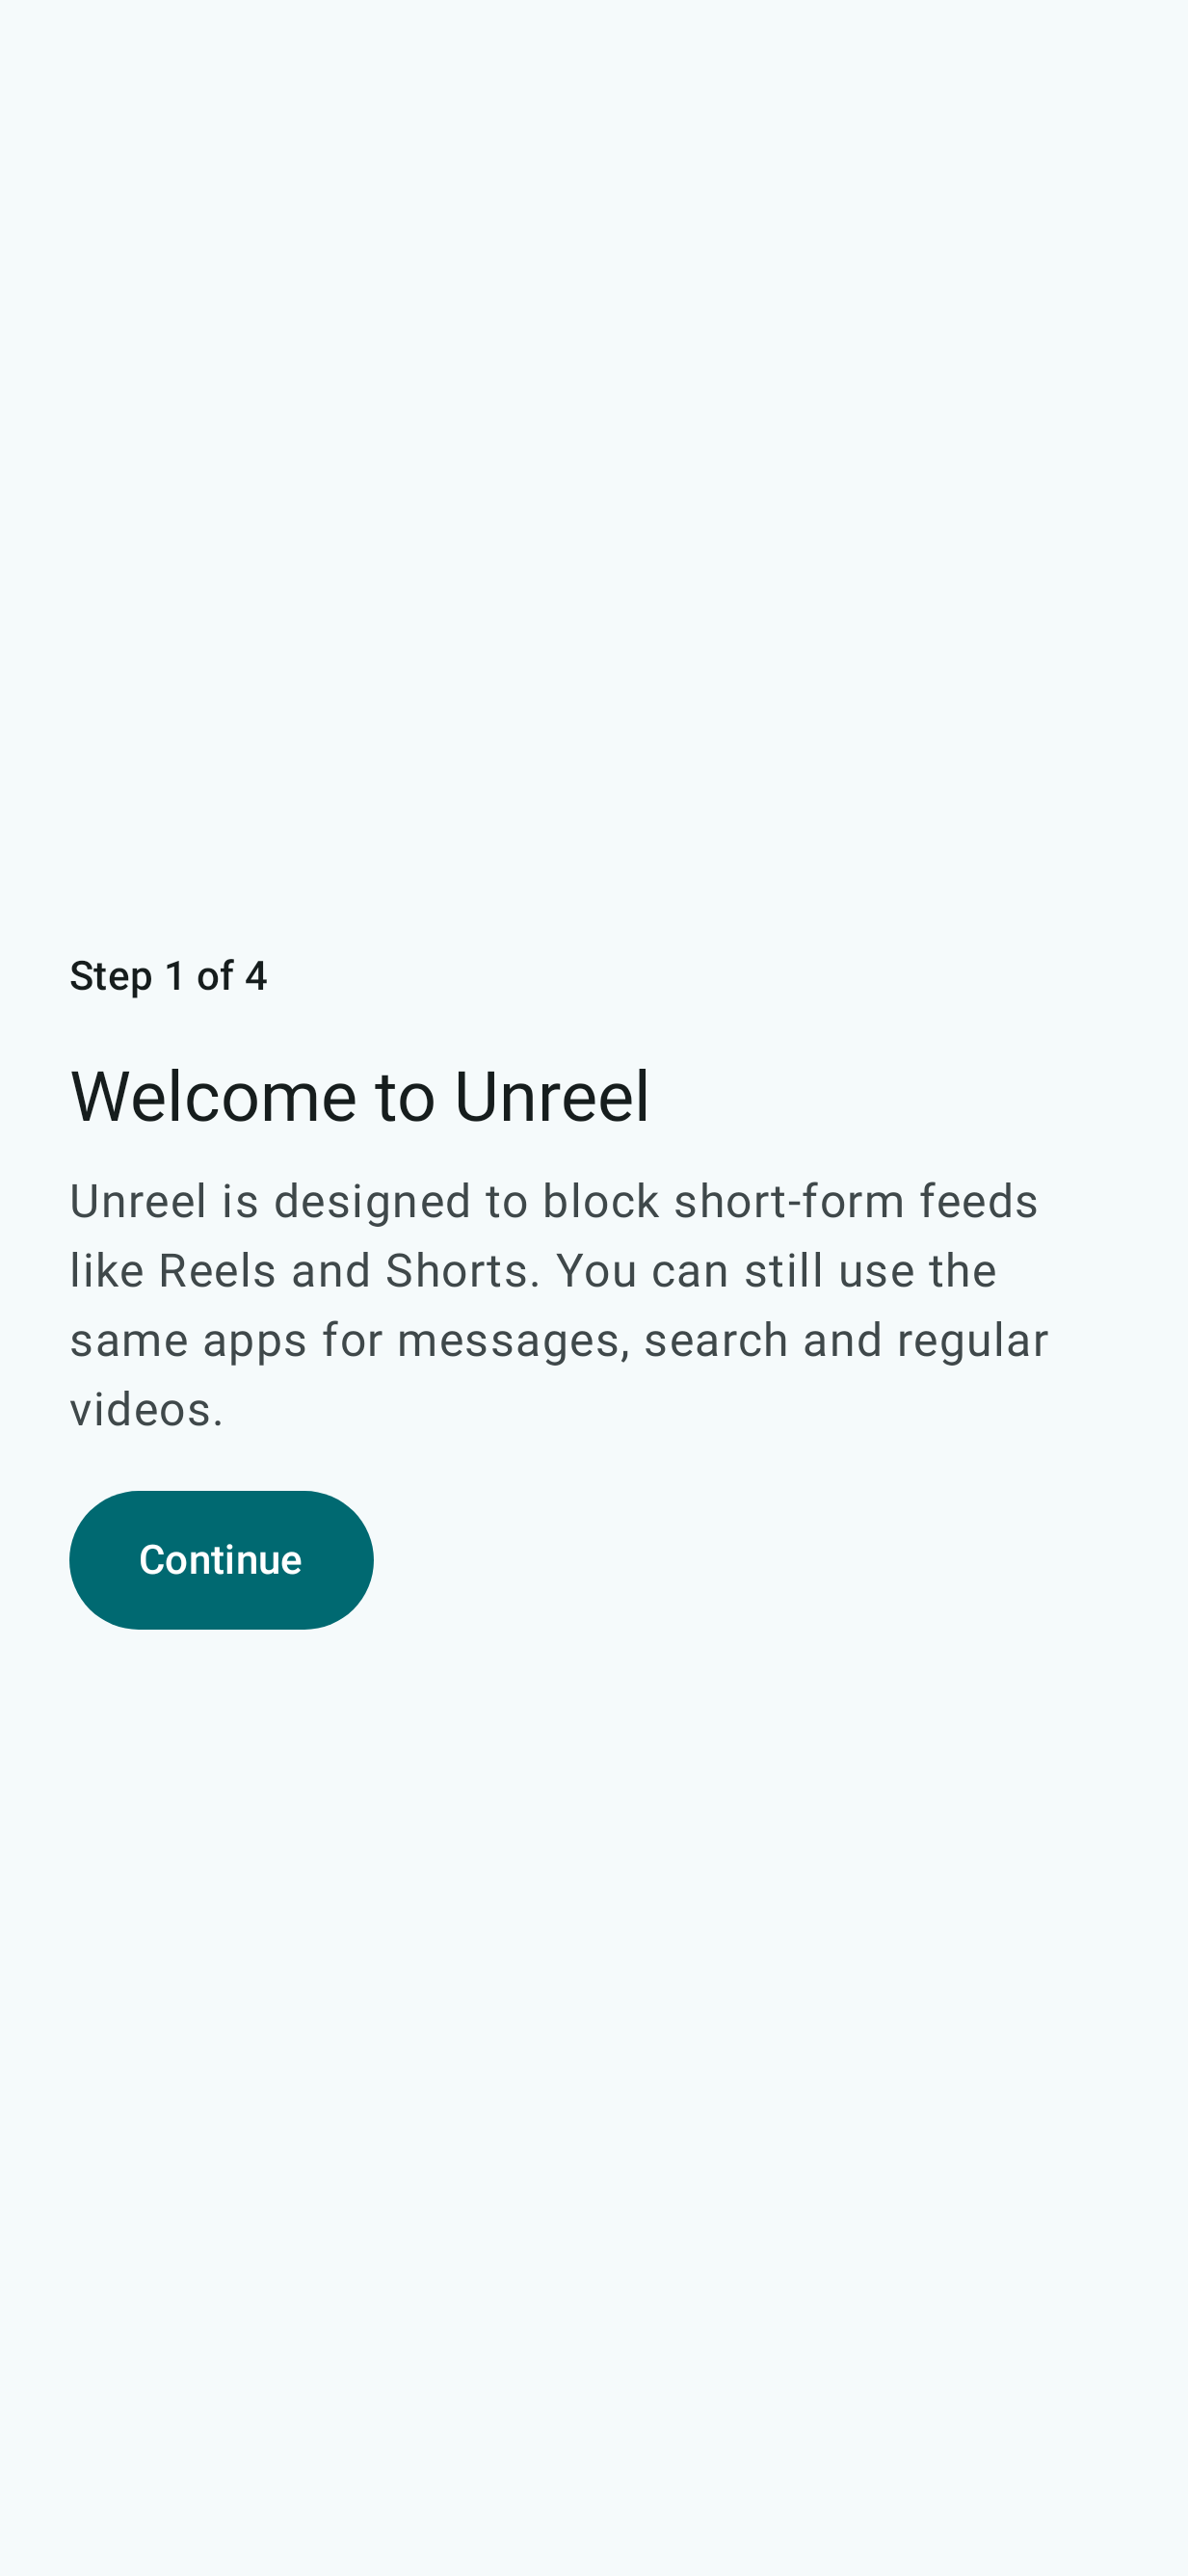 Step 1 of 4
Welcome to Unreel
Unreel is designed to block short-form feeds
like Reels and Shorts. You can still use the
same apps for messages, search and regular
videos.
Continue